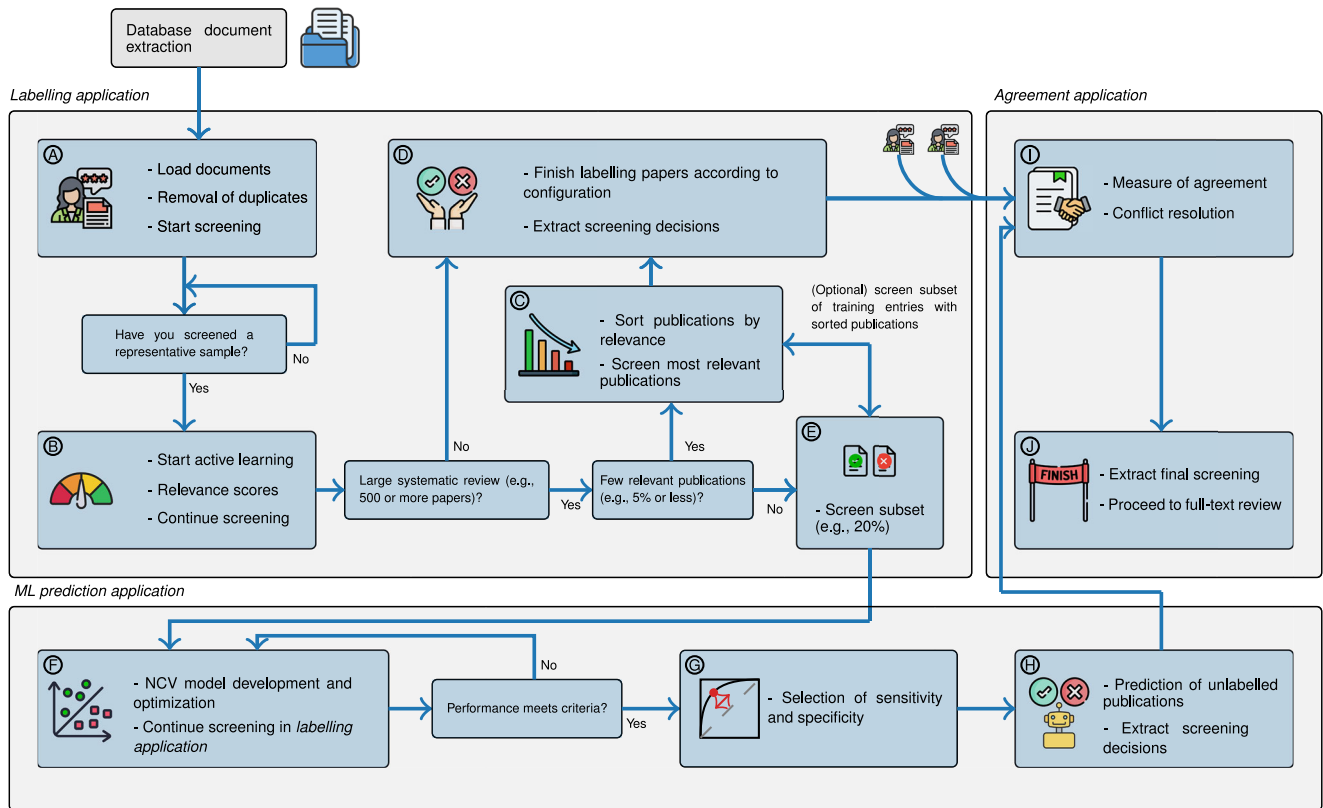 Database document
extraction
Labelling application
Agreement application
A
- Load documents
- Removal of duplicates
- Start screening
D
- Finish labelling papers according to
configuration
- Extract screening decisions
I
- Measure of agreement
- Conflict resolution
Have you screened a
representative sample?
No
Yes
C
- Sort publications by
relevance
- Screen most relevant
publications
(Optional) screen subset
of training entries with
sorted publications
B
- Start active learning
- Relevance scores
- Continue screening
No
Large systematic review (e.g.,
500 or more papers)?
Yes
Yes
Few relevant publications
(e.g., 5% or less)?
No
E
- Screen subset
(e.g., 20%)
J
FINISH
- Extract final screening
- Proceed to full-text review
ML prediction application
F
- NCV model development and
optimization
- Continue screening in labelling
application
No
Performance meets criteria?
Yes
G
- Selection of sensitivity
and specificity
H
- Prediction of unlabelled
publications
- Extract screening
decisions